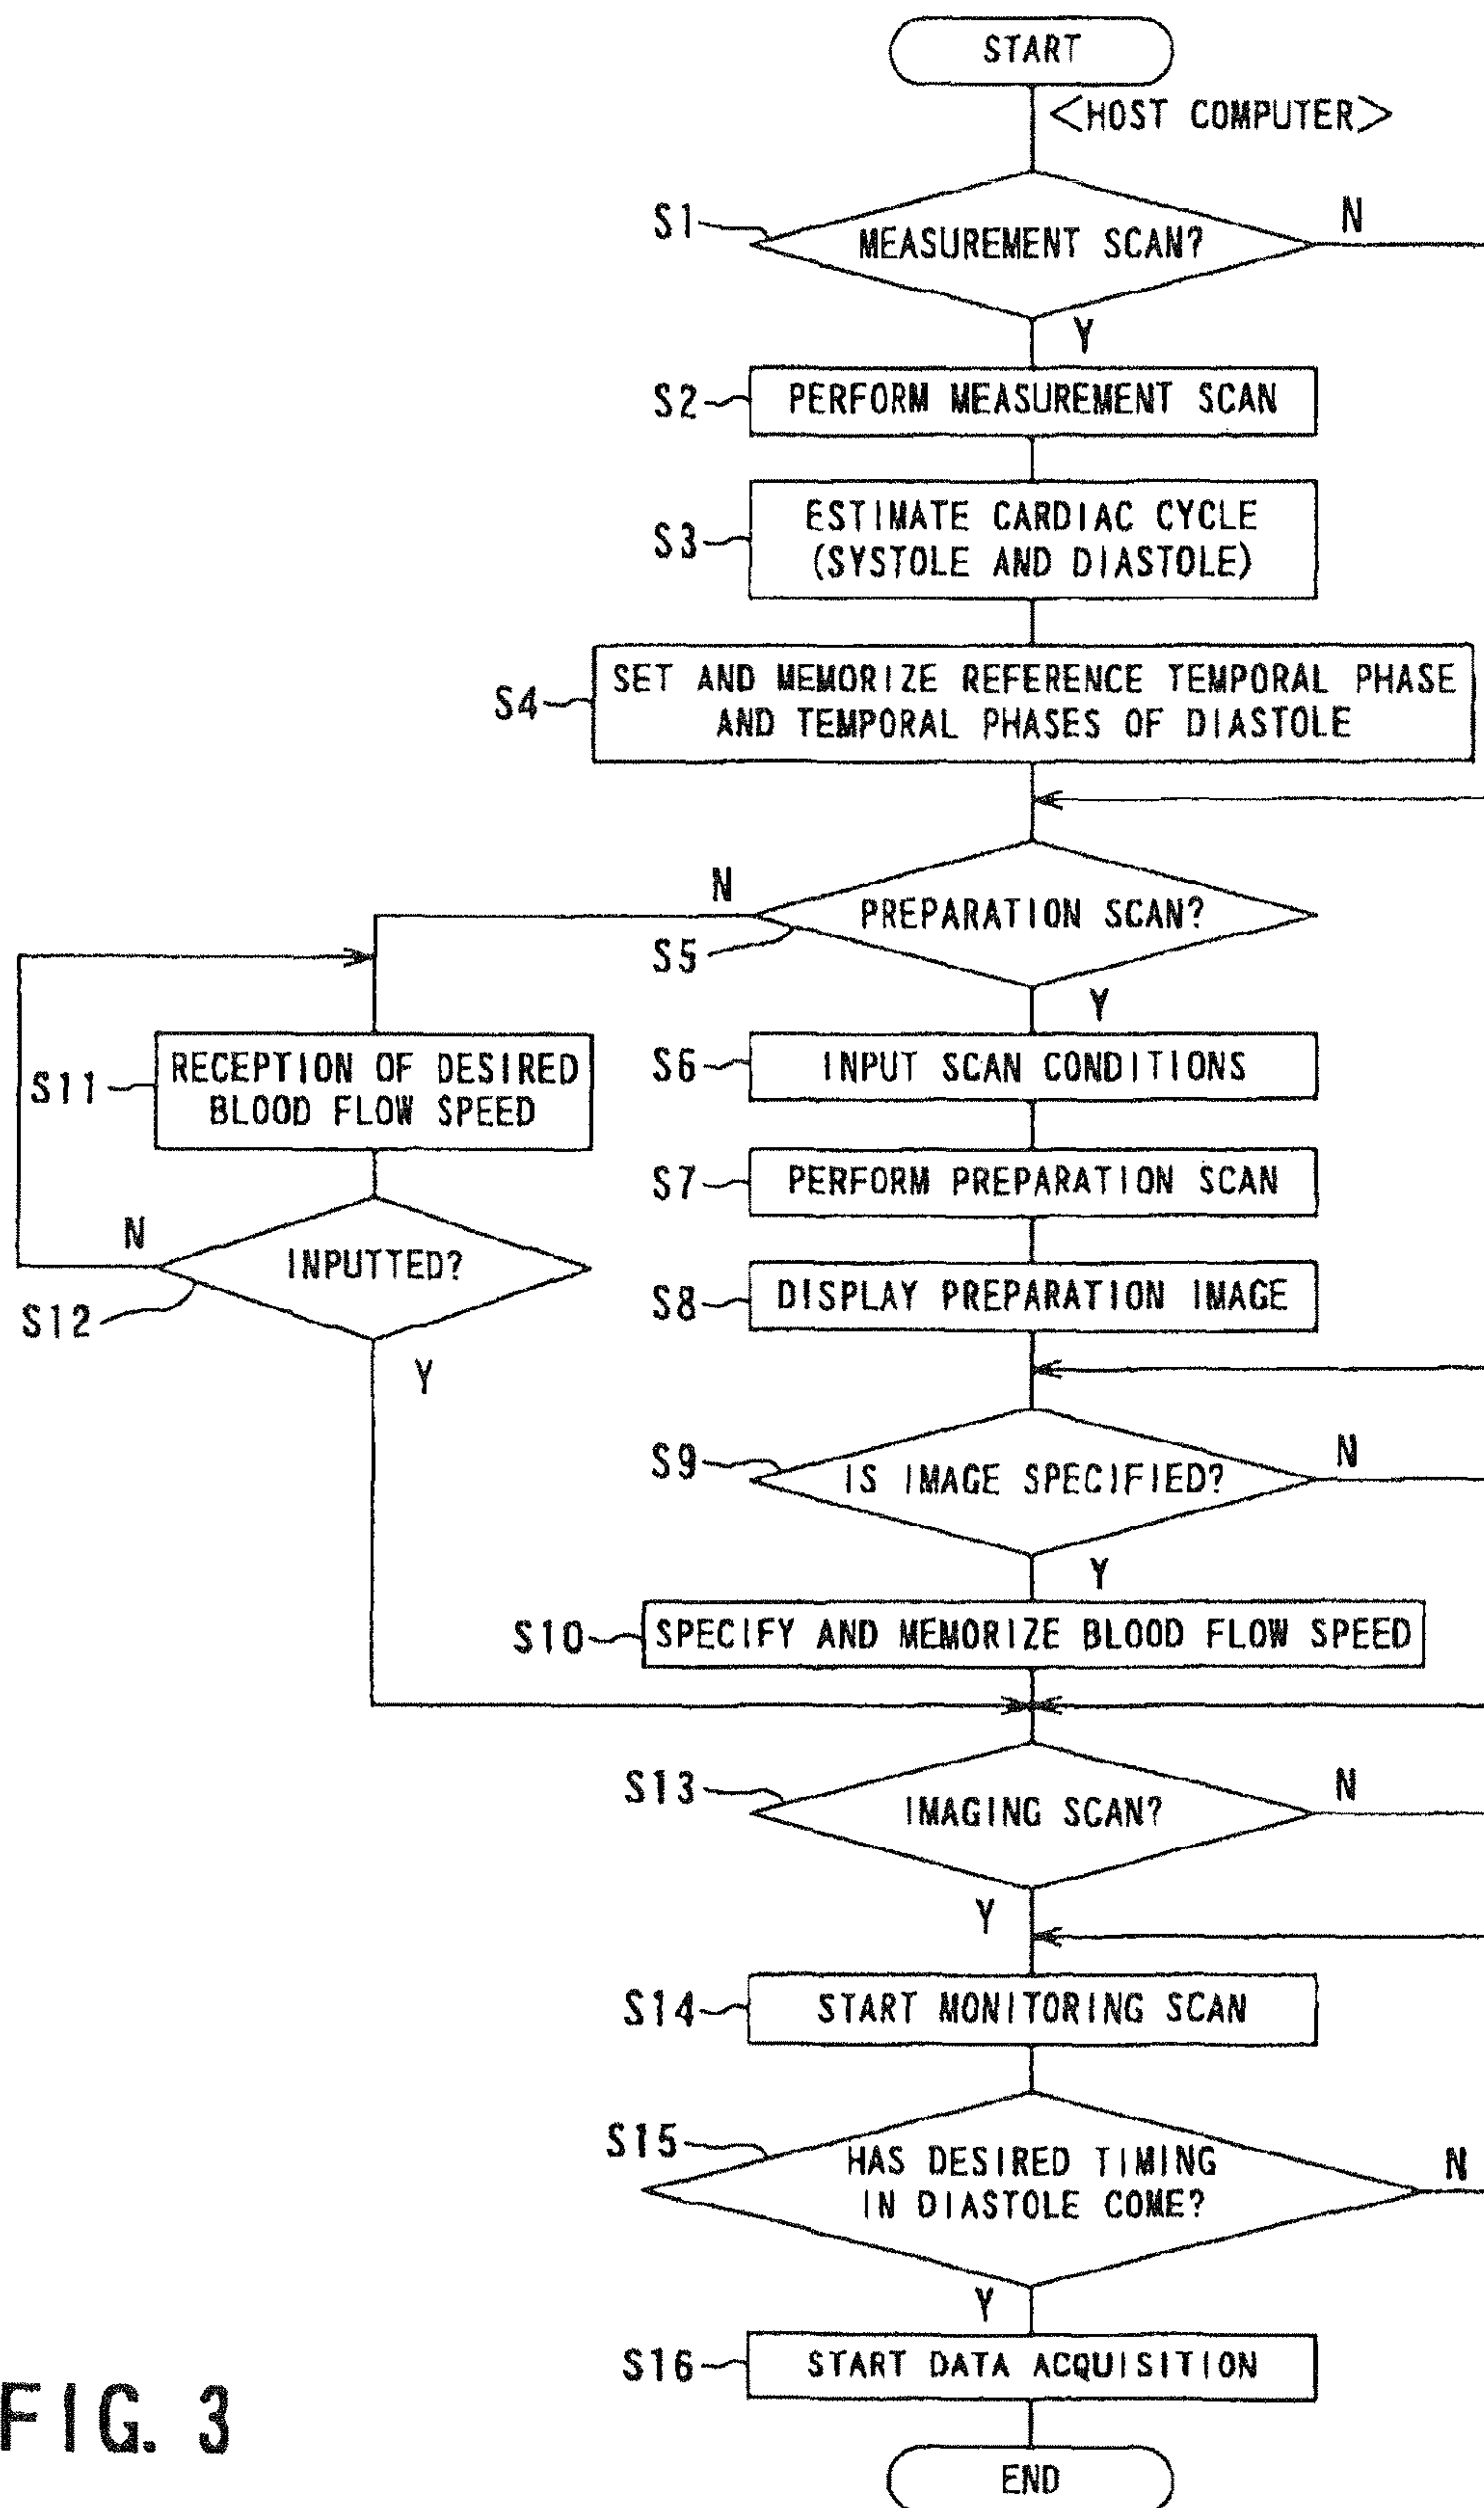 START
<HOST COMPUTER>
S1
MEASUREMENT SCAN?
N
Y
S2
PERFORM MEASUREMENT SCAN
S3
ESTIMATE CARDIAC CYCLE
(SYSTOLE AND DIASTOLE)
S4
SET AND MEMORIZE REFERENCE TEMPORAL PHASE
AND TEMPORAL PHASES OF DIASTOLE
N
PREPARATION SCAN?
S5
Y
S6
INPUT SCAN CONDITIONS
S11
RECEPTION OF DESIRED
BLOOD FLOW SPEED
S7
PERFORM PREPARATION SCAN
N
INPUTTED?
S12
Y
S8
DISPLAY PREPARATION IMAGE
S9
IS IMAGE SPECIFIED?
N
Y
S10
SPECIFY AND MEMORIZE BLOOD FLOW SPEED
S13
IMAGING SCAN?
N
Y
S14
START MONITORING SCAN
S15
HAS DESIRED TIMING
IN DIASTOLE COME?
N
Y
S16
START DATA ACQUISITION
END
FIG. 3